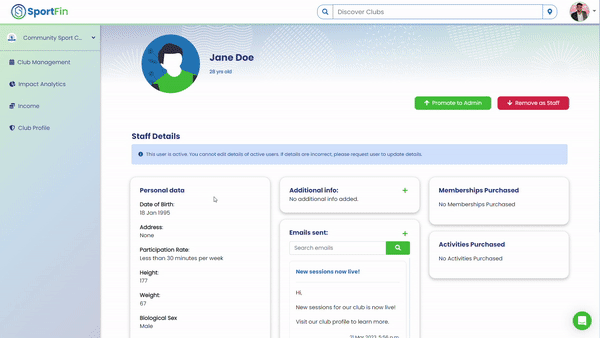 SportFin
Discover Clubs
Community Sport C...
Club Management
Impact Analytics
Income
Club Profile
Jane Doe
28 yrs old
Promote to Admin
Remove as Staff
Staff Details
This user is active. You cannot edit details of active users. If details are incorrect, please request user to update details.
Personal data
Date of Birth:
18 Jan 1995
Address:
None
Participation Rate:
Less than 30 minutes per week
Height:
177
Weight:
67
Biological Sex
Male
Additional info:
No additional info added.
Emails sent:
Search emails
New sessions now live!
Hi,
New sessions for our club is now live!
Visit our club profile to learn more.
21 Mar 2023, 5:56 p.m.
Memberships Purchased
No Memberships Purchased
Activities Purchased
No Activities Purchased